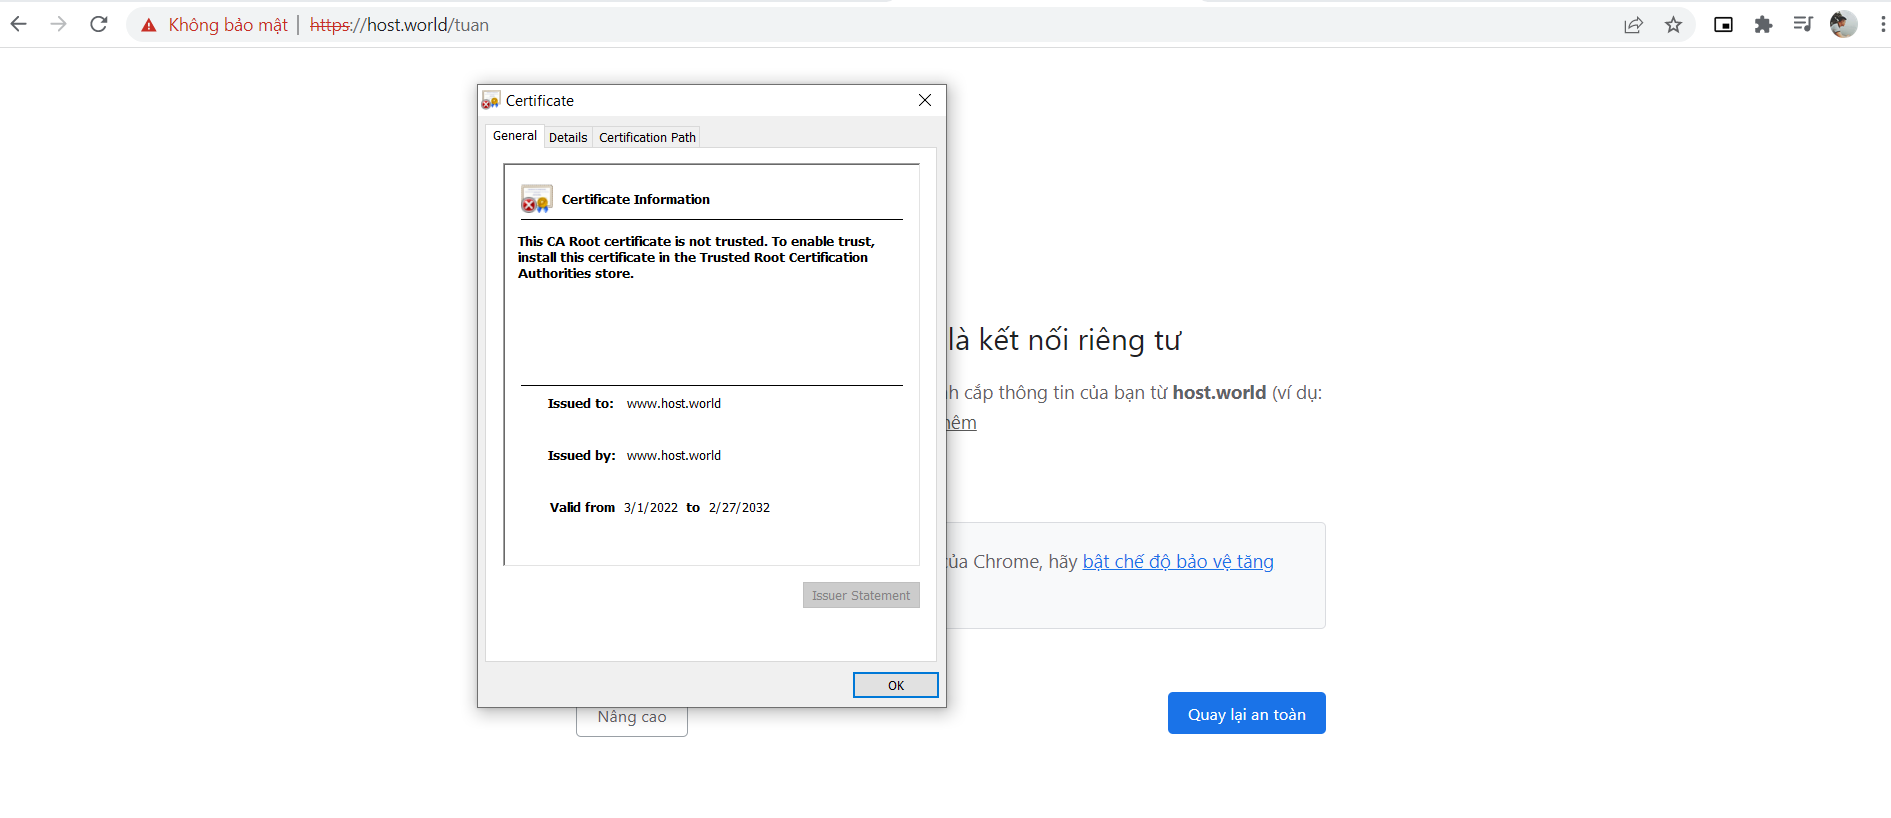 Không bảo mật | https://host.world/tuan
Certificate
General Details Certification Path
Certificate Information
This CA Root certificate is not trusted. To enable trust,
install this certificate in the Trusted Root Certification
Authorities store.
Issued to: www.host.world
Issued by: www.host.world
Valid from 3/1/2022 to 2/27/2032
Issuer Statement
OK
là kết nối riêng tư
cắp thông tin của bạn từ host.world (ví dụ:
của Chrome, hãy bật chế độ bảo vệ tăng
Nâng cao
Quay lại an toàn